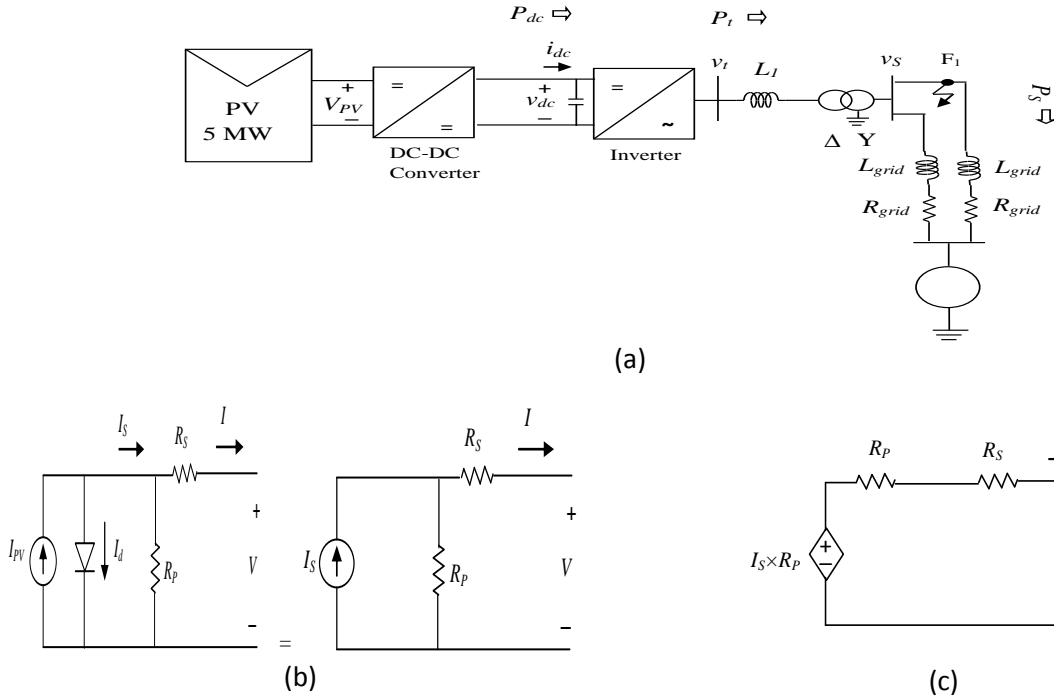 P_dc ⇨
P_t ⇨
i_dc
v_t
L_1
v_S
F_1
P_S ⇨
PV
5 MW
+
V_PV
−
=
=
+
v_dc
−
=
~
DC-DC
Converter
Inverter
Δ Y
L_grid
L_grid
R_grid
R_grid
(a)
I_S
R_S
I
I_PV
I_d
R_P
+
V
-
=
I_S
R_P
R_S
I
+
V
-
(b)
R_P
R_S
I_S×R_P
+
−
(c)